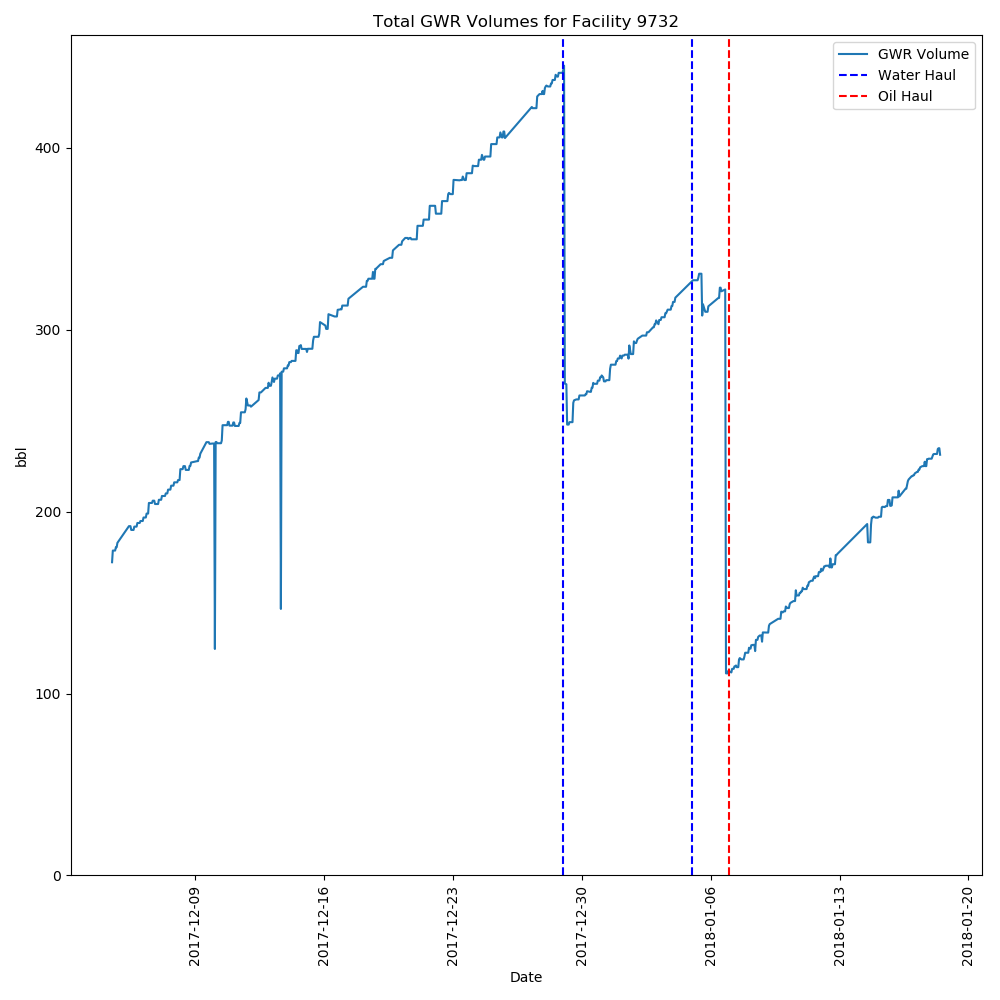 Total GWR Volumes for Facility 9732
GWR Volume
Water Haul
Oil Haul
400
300
200
100
0
bbl
2017-12-09
2017-12-16
2017-12-23
2017-12-30
2018-01-06
2018-01-13
2018-01-20
Date